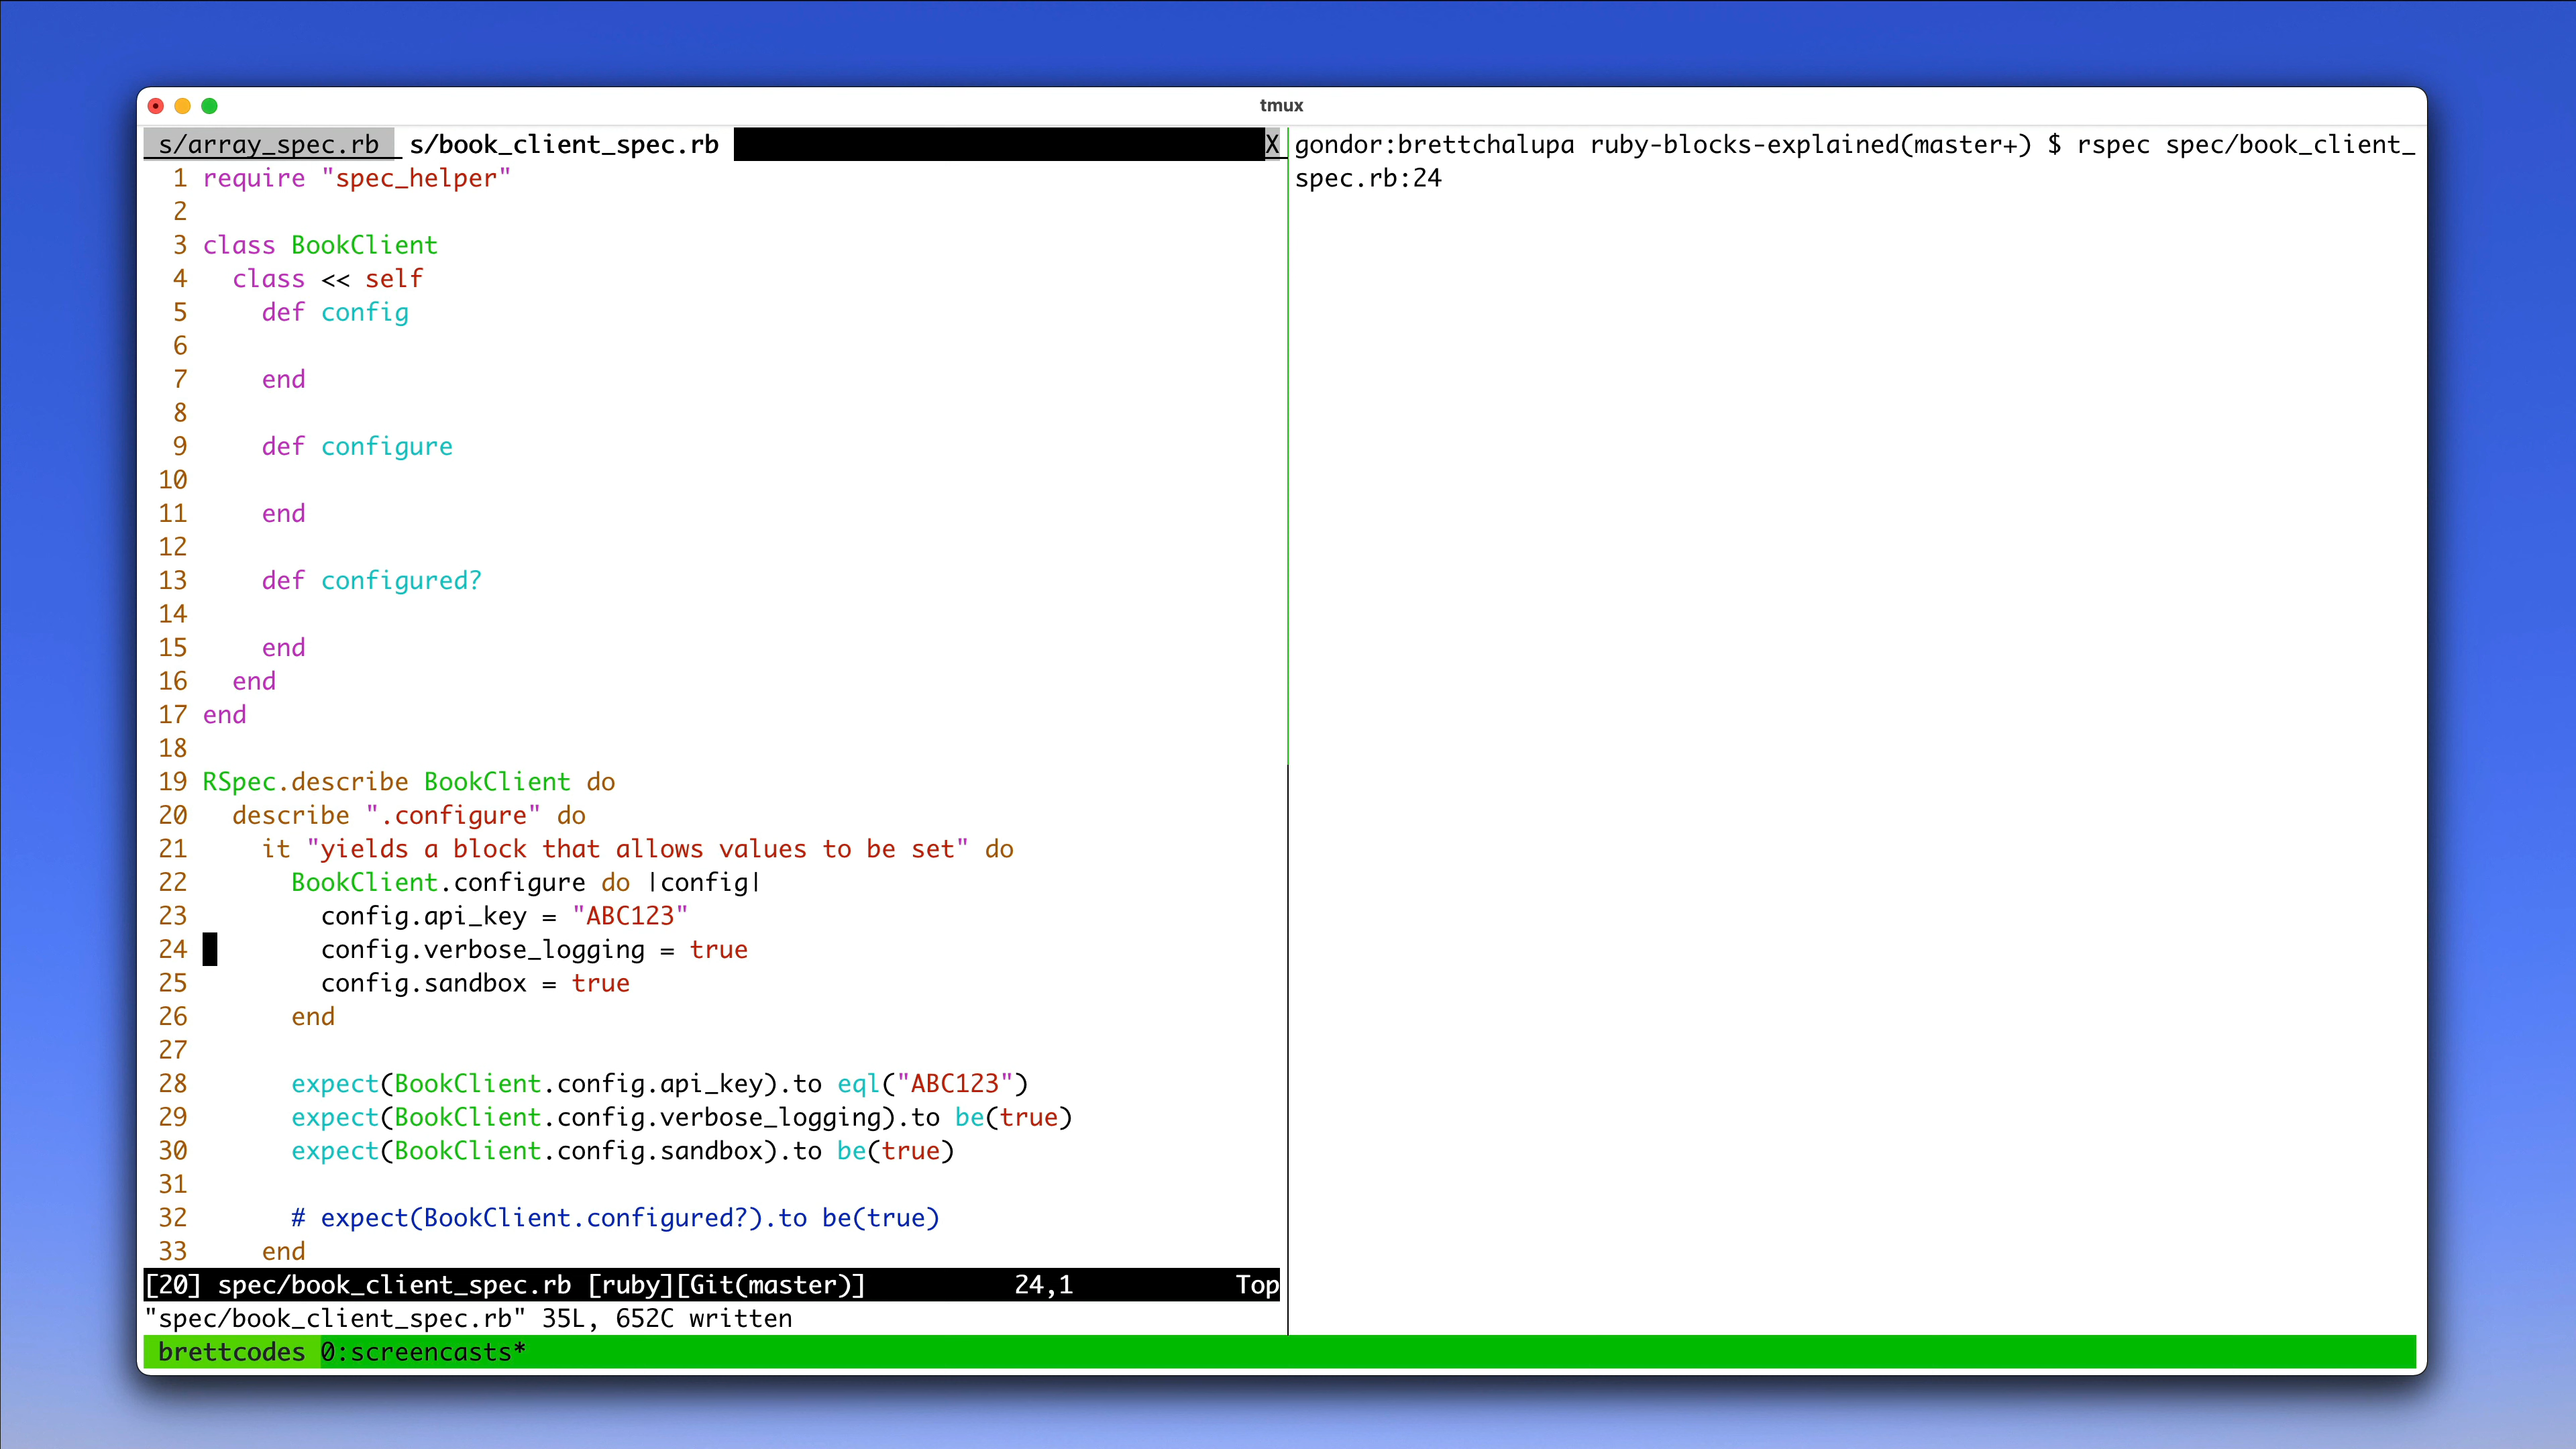 tmux
s/array_spec.rb s/book_client_spec.rb X
1 require "spec_helper"
2
3 class BookClient
4   class << self
5     def config
6
7     end
8
9     def configure
10
11     end
12
13     def configured?
14
15     end
16   end
17 end
18
19 RSpec.describe BookClient do
20   describe ".configure" do
21     it "yields a block that allows values to be set" do
22       BookClient.configure do |config|
23         config.api_key = "ABC123"
24         config.verbose_logging = true
25         config.sandbox = true
26       end
27
28       expect(BookClient.config.api_key).to eql("ABC123")
29       expect(BookClient.config.verbose_logging).to be(true)
30       expect(BookClient.config.sandbox).to be(true)
31
32       # expect(BookClient.configured?).to be(true)
33     end
[20] spec/book_client_spec.rb [ruby][Git(master)] 24,1 Top
"spec/book_client_spec.rb" 35L, 652C written
gondor:brettchalupa ruby-blocks-explained(master+) $ rspec spec/book_client_
spec.rb:24
brettcodes 0:screencasts*